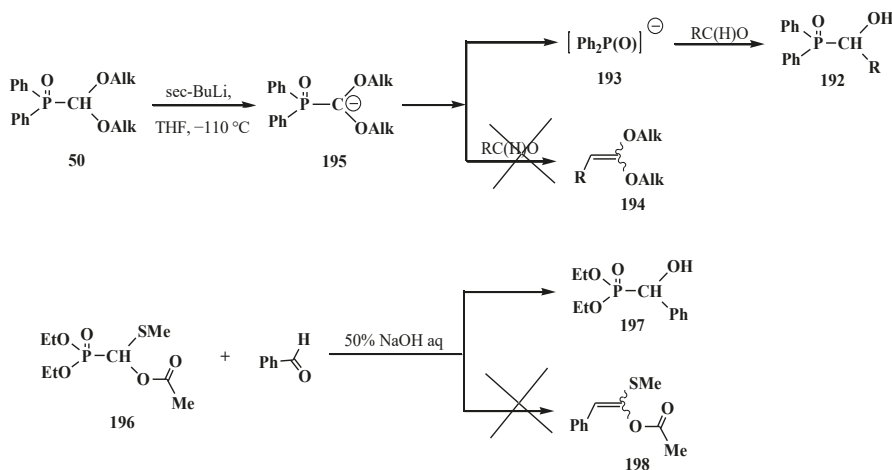 Ph O OAlk
P CH
Ph OAlk
50
sec-BuLi,
THF, −110 °C
Ph O OAlk
P C ⊖
Ph OAlk
195
[Ph₂P(O)] ⊖
193
RC(H)O
Ph O OH
P CH
Ph R
192
RC(H)O
OAlk
R OAlk
194
EtO O SMe
P CH
EtO O O
Me
196
+
H
Ph O
50% NaOH aq
EtO O OH
P CH
EtO Ph
197
SMe
Ph O O
Me
198